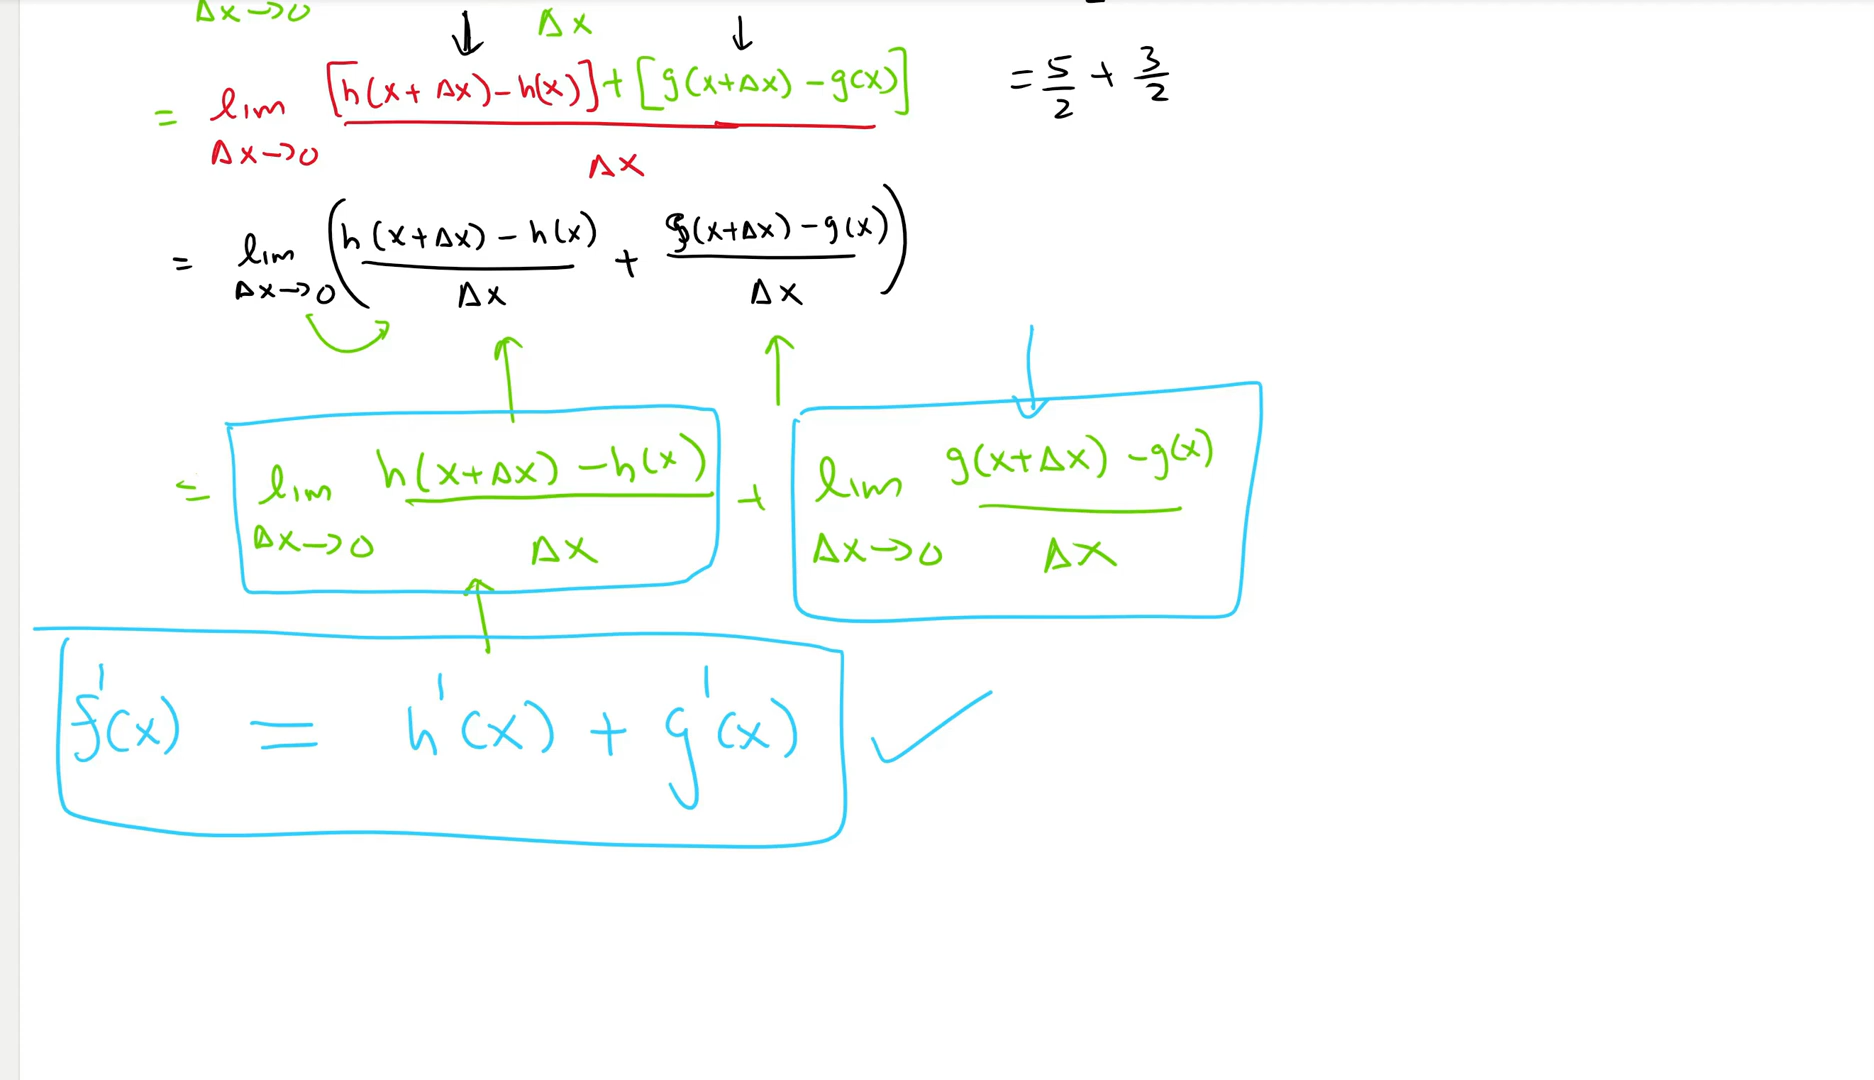 Δx→0 Δx
= lim [h(x+Δx)-h(x)]+[g(x+Δx)-g(x)]
Δx→0 Δx
= 5/2 + 3/2
= lim (h(x+Δx)-h(x) + g(x+Δx)-g(x))
Δx→0 Δx Δx
= lim h(x+Δx)-h(x) + lim g(x+Δx)-g(x)
Δx→0 Δx Δx→0 Δx
f'(x) = h'(x) + g'(x)